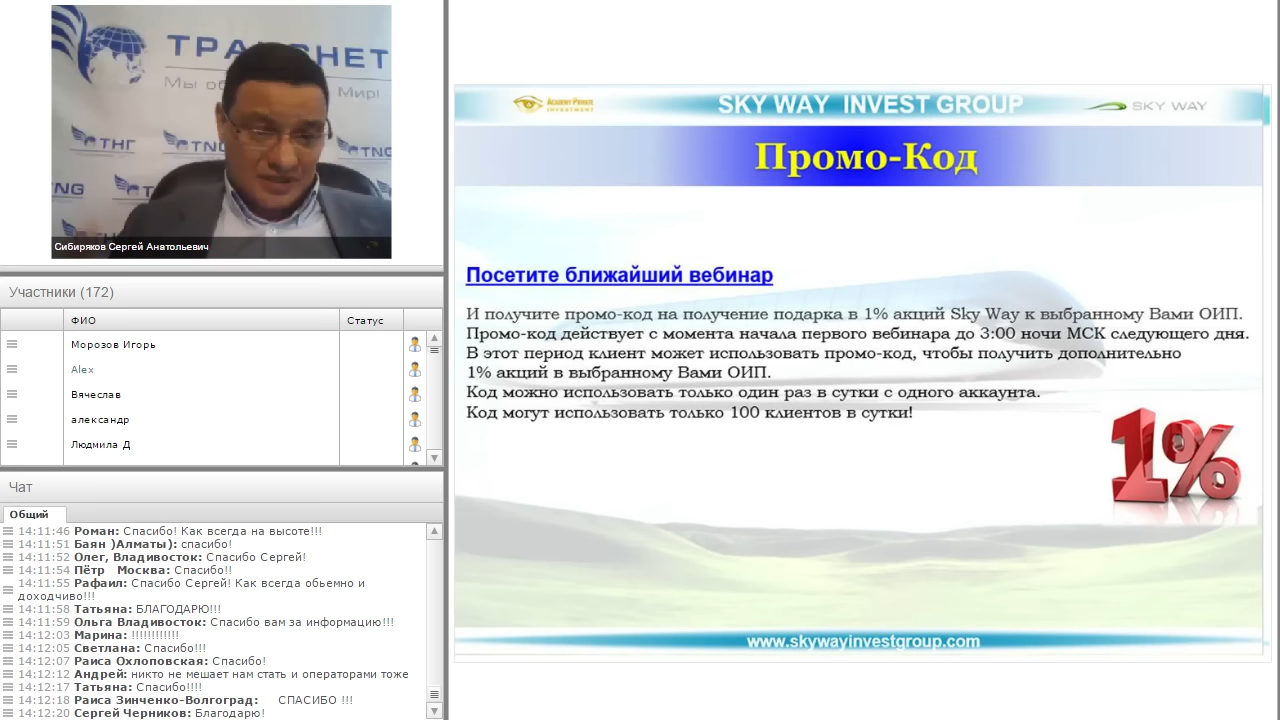 ТРАНСНЕТ
Мы об
Мир!
ТНГ
TNG
TNG
TNG
TNG
ТНГ
Сибиряков Сергей Анатольевич
Участники (172)
ФИО Статус
Морозов Игорь
Alex
Вячеслав
александр
Людмила Д
Чат
Общий
14:11:46 Роман: Спасибо! Как всегда на высоте!!!
14:11:51 Баян )Алматы): спасибо!
14:11:52 Олег, Владивосток: Спасибо Сергей!
14:11:54 Пётр Москва: Спасибо!!
14:11:55 Рафаил: Спасибо Сергей! Как всегда обьемно и
доходчиво!!!
14:11:58 Татьяна: БЛАГОДАРЮ!!!
14:11:59 Ольга Владивосток: Спасибо вам за информацию!!!
14:12:03 Марина: !!!!!!!!!!!!
14:12:05 Светлана: Спасибо!!!
14:12:07 Раиса Охлоповская: Спасибо!
14:12:12 Андрей: никто не мешает нам стать и операторами тоже
14:12:17 Татьяна: Спасибо!!!!
14:12:18 Раиса Зинченко-Волгоград: СПАСИБО !!!
14:12:20 Сергей Черников: Благодарю!
SKY WAY INVEST GROUP
SKY WAY
Промо-Код
Посетите ближайший вебинар
И получите промо-код на получение подарка в 1% акций Sky Way к выбранному Вами ОИП.
Промо-код действует с момента начала первого вебинара до 3:00 ночи МСК следующего дня.
В этот период клиент может использовать промо-код, чтобы получить дополнительно
1% акций в выбранному Вами ОИП.
Код можно использовать только один раз в сутки с одного аккаунта.
Код могут использовать только 100 клиентов в сутки!
1%
www.skywayinvestgroup.com